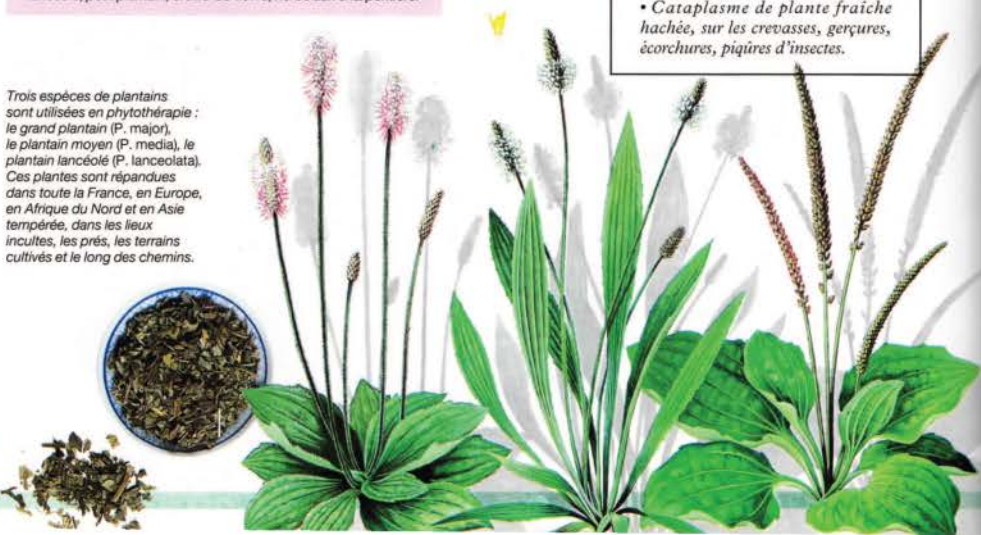 Trois espèces de plantains
sont utilisées en phytothérapie :
le grand plantain (P. major),
le plantain moyen (P. media), le
plantain lancéolé (P. lanceolata).
Ces plantes sont répandues
dans toute la France, en Europe,
en Afrique du Nord et en Asie
tempérée, dans les lieux
incultes, les prés, les terrains
cultivés et le long des chemins.
• Cataplasme de plante fraîche
hachée, sur les crevasses, gerçures,
écorchures, piqûres d'insectes.